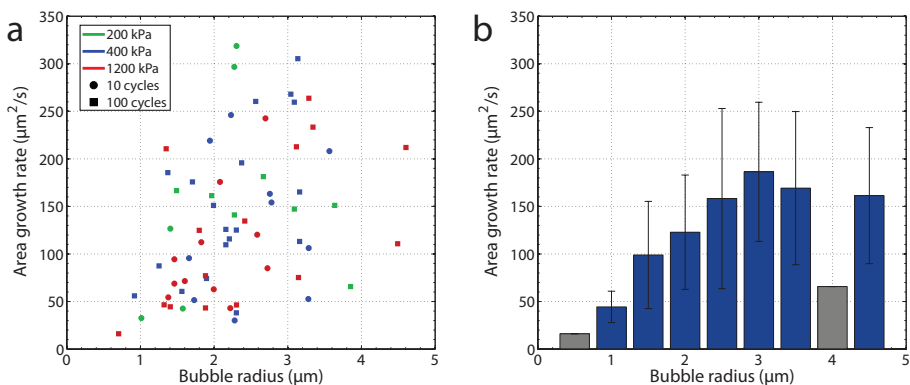 a
Area growth rate (μm²/s)
350
300
250
200
150
100
50
0
200 kPa
400 kPa
1200 kPa
10 cycles
100 cycles
0 1 2 3 4 5
Bubble radius (μm)
b
Area growth rate (μm²/s)
350
300
250
200
150
100
50
0
0 1 2 3 4 5
Bubble radius (μm)